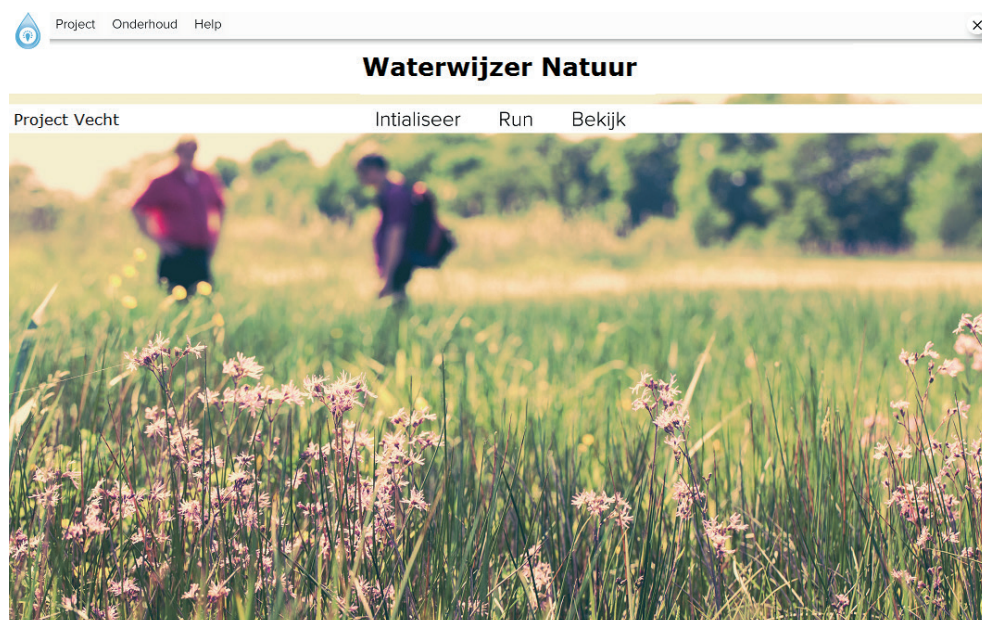 Project Onderhoud Help ×
Waterwijzer Natuur
Project Vecht Intialiseer Run Bekijk